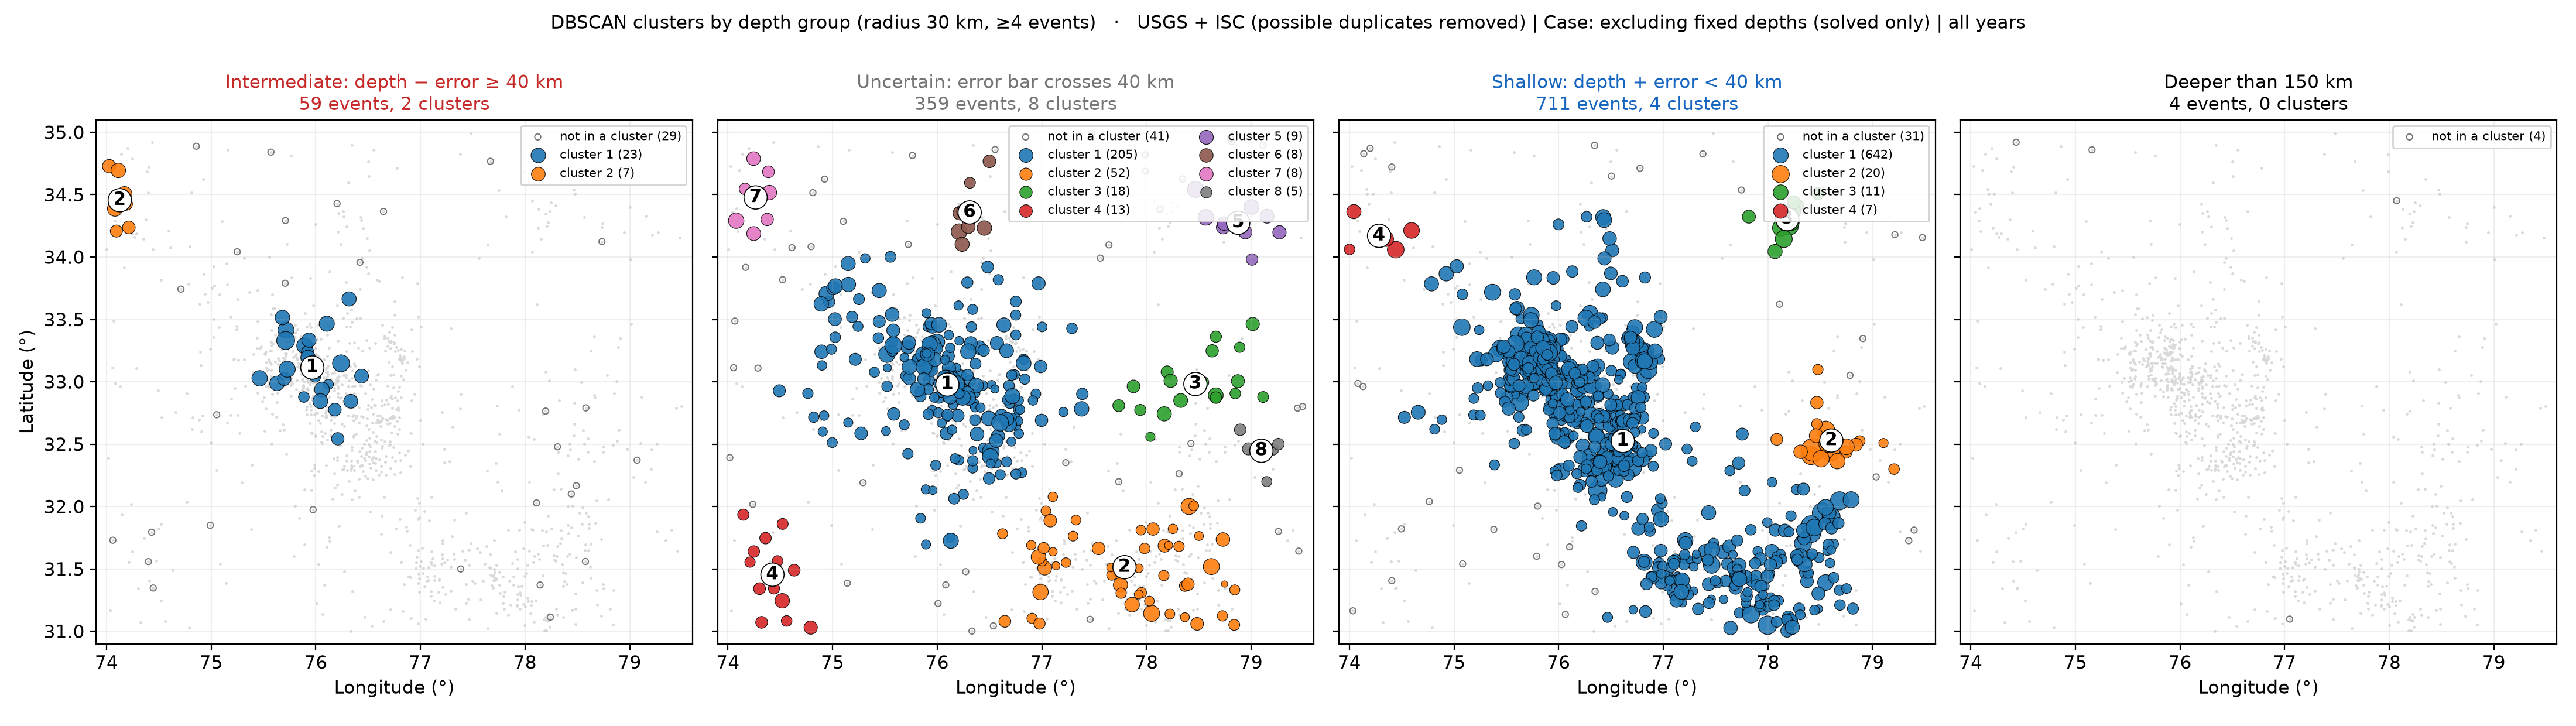 DBSCAN clusters by depth group (radius 30 km, ≥4 events)   ·   USGS + ISC (possible duplicates removed) | Case: excluding fixed depths (solved only) | all years
Intermediate: depth − error ≥ 40 km
59 events, 2 clusters
not in a cluster (29)
cluster 1 (23)
cluster 2 (7)
2
1
35.0
34.5
34.0
33.5
33.0
32.5
32.0
31.5
31.0
Latitude (°)
74 75 76 77 78 79
Longitude (°)
Uncertain: error bar crosses 40 km
359 events, 8 clusters
not in a cluster (41)
cluster 1 (205)
cluster 2 (52)
cluster 3 (18)
cluster 4 (13)
cluster 5 (9)
cluster 6 (8)
cluster 7 (8)
cluster 8 (5)
7
6
5
1
3
8
2
4
74 75 76 77 78 79
Longitude (°)
Shallow: depth + error < 40 km
711 events, 4 clusters
not in a cluster (31)
cluster 1 (642)
cluster 2 (20)
cluster 3 (11)
cluster 4 (7)
4
1
2
74 75 76 77 78 79
Longitude (°)
Deeper than 150 km
4 events, 0 clusters
not in a cluster (4)
74 75 76 77 78 79
Longitude (°)